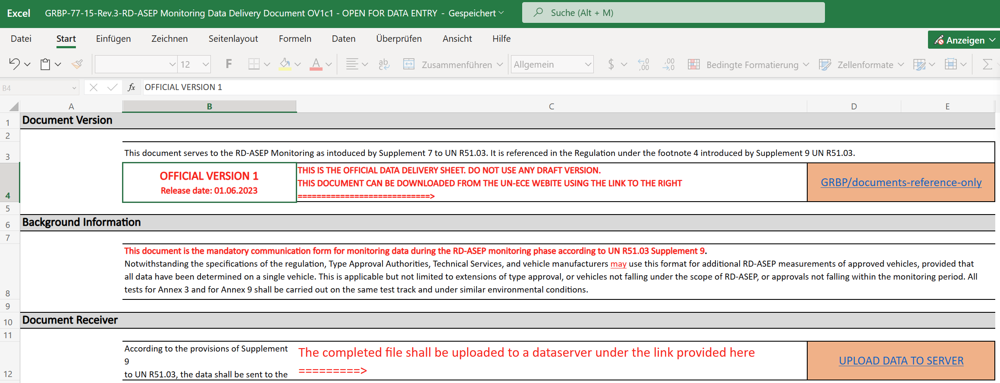 Excel GRBP-77-15-Rev.3-RD-ASEP Monitoring Data Delivery Document OV1c1 - OPEN FOR DATA ENTRY - Gespeichert Suche (Alt + M)
Datei Start Einfügen Zeichnen Seitenlayout Formeln Daten Überprüfen Ansicht Hilfe Anzeigen
12 F A ab c Zusammenführen Allgemein $ ,00 ,00 Bedingte Formatierung Zellenformate Σ
B4 fx OFFICIAL VERSION 1
A B C D E
1 Document Version
2
3 This document serves to the RD-ASEP Monitoring as intoduced by Supplement 7 to UN R51.03. It is referenced in the Regulation under the footnote 4 introduced by Supplement 9 UN R51.03.
OFFICIAL VERSION 1
Release date: 01.06.2023
THIS IS THE OFFICIAL DATA DELIVERY SHEET. DO NOT USE ANY DRAFT VERSION.
THIS DOCUMENT CAN BE DOWNLOADED FROM THE UN-ECE WEBITE USING THE LINK TO THE RIGHT
============================>
GRBP/documents-reference-only
4
5
6 Background Information
7
This document is the mandatory communication form for monitoring data during the RD-ASEP monitoring phase according to UN R51.03 Supplement 9.
Notwithstanding the specifications of the regulation, Type Approval Authorities, Technical Services, and vehicle manufacturers may use this format for additional RD-ASEP measurements of approved vehicles, provided that
all data have been determined on a single vehicle. This is applicable but not limited to extensions of type approval, or vehicles not falling under the scope of RD-ASEP, or approvals not falling within the monitoring period. All
tests for Annex 3 and for Annex 9 shall be carried out on the same test track and under similar environmental conditions.
8
9
10 Document Receiver
11
According to the provisions of Supplement
9
to UN R51.03, the data shall be sent to the
The completed file shall be uploaded to a dataserver under the link provided here
=========>
UPLOAD DATA TO SERVER
12